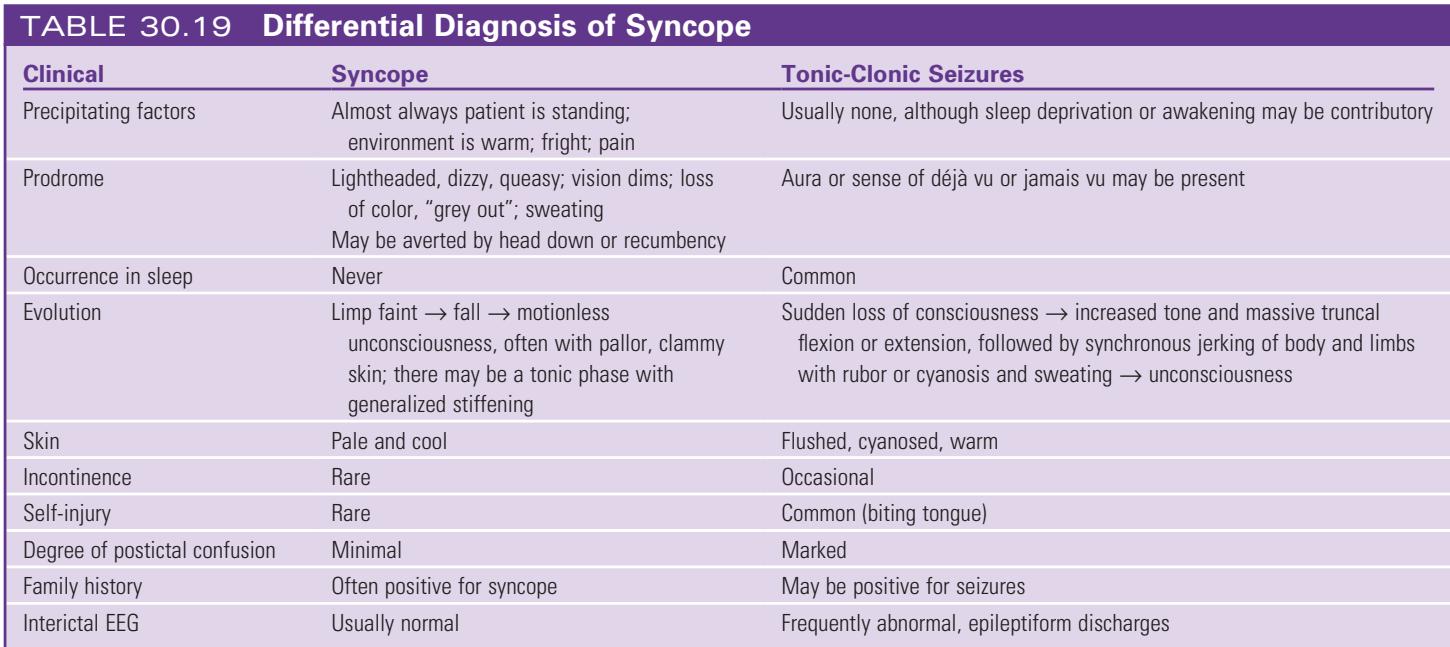 TABLE 30.19 Differential Diagnosis of Syncope
Clinical Syncope Tonic-Clonic Seizures
Precipitating factors Almost always patient is standing; Usually none, although sleep deprivation or awakening may be contributory
environment is warm; fright; pain
Prodrome Lightheaded, dizzy, queasy; vision dims; loss Aura or sense of déjà vu or jamais vu may be present
of color, “grey out”; sweating
May be averted by head down or recumbency
Occurrence in sleep Never Common
Evolution Limp faint → fall → motionless Sudden loss of consciousness → increased tone and massive truncal
unconsciousness, often with pallor, clammy flexion or extension, followed by synchronous jerking of body and limbs
skin; there may be a tonic phase with with rubor or cyanosis and sweating → unconsciousness
generalized stiffening
Skin Pale and cool Flushed, cyanosed, warm
Incontinence Rare Occasional
Self-injury Rare Common (biting tongue)
Degree of postictal confusion Minimal Marked
Family history Often positive for syncope May be positive for seizures
Interictal EEG Usually normal Frequently abnormal, epileptiform discharges